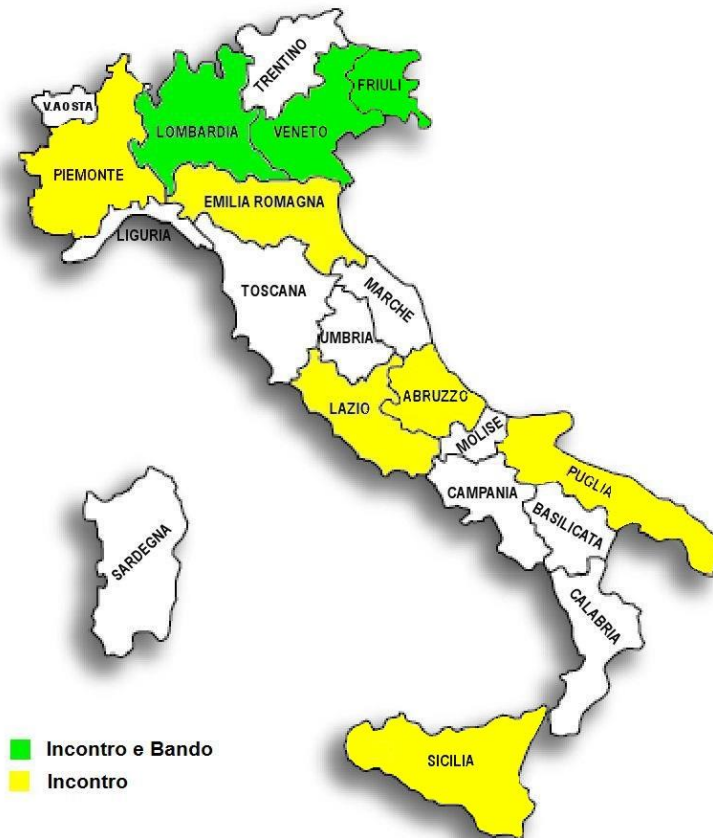 TRENTINO
FRIULI
V.AOSTA
LOMBARDIA
VENETO
PIEMONTE
EMILIA ROMAGNA
LIGURIA
TOSCANA
MARCHE
UMBRIA
ABRUZZO
LAZIO
MOLISE
PUGLIA
CAMPANIA
BASILICATA
SARDEGNA
CALABRIA
SICILIA
Incontro e Bando
Incontro